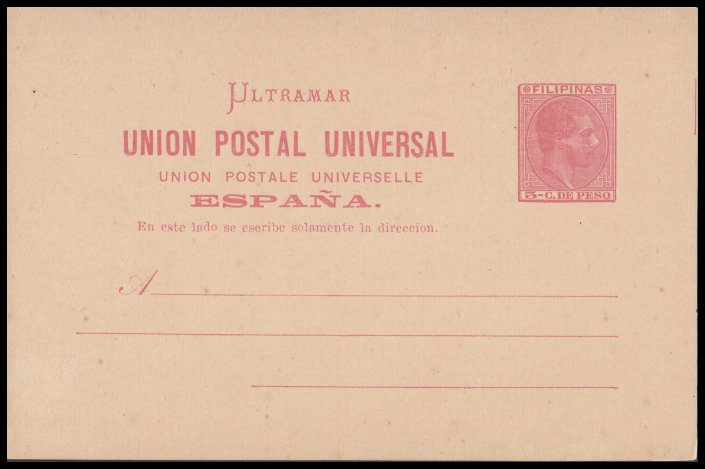 ULTRAMAR
FILIPINAS
UNION POSTAL UNIVERSAL
UNION POSTALE UNIVERSELLE
ESPAÑA.
3-C. DE PESO
En este lado se escribe solamente la direccion.
A